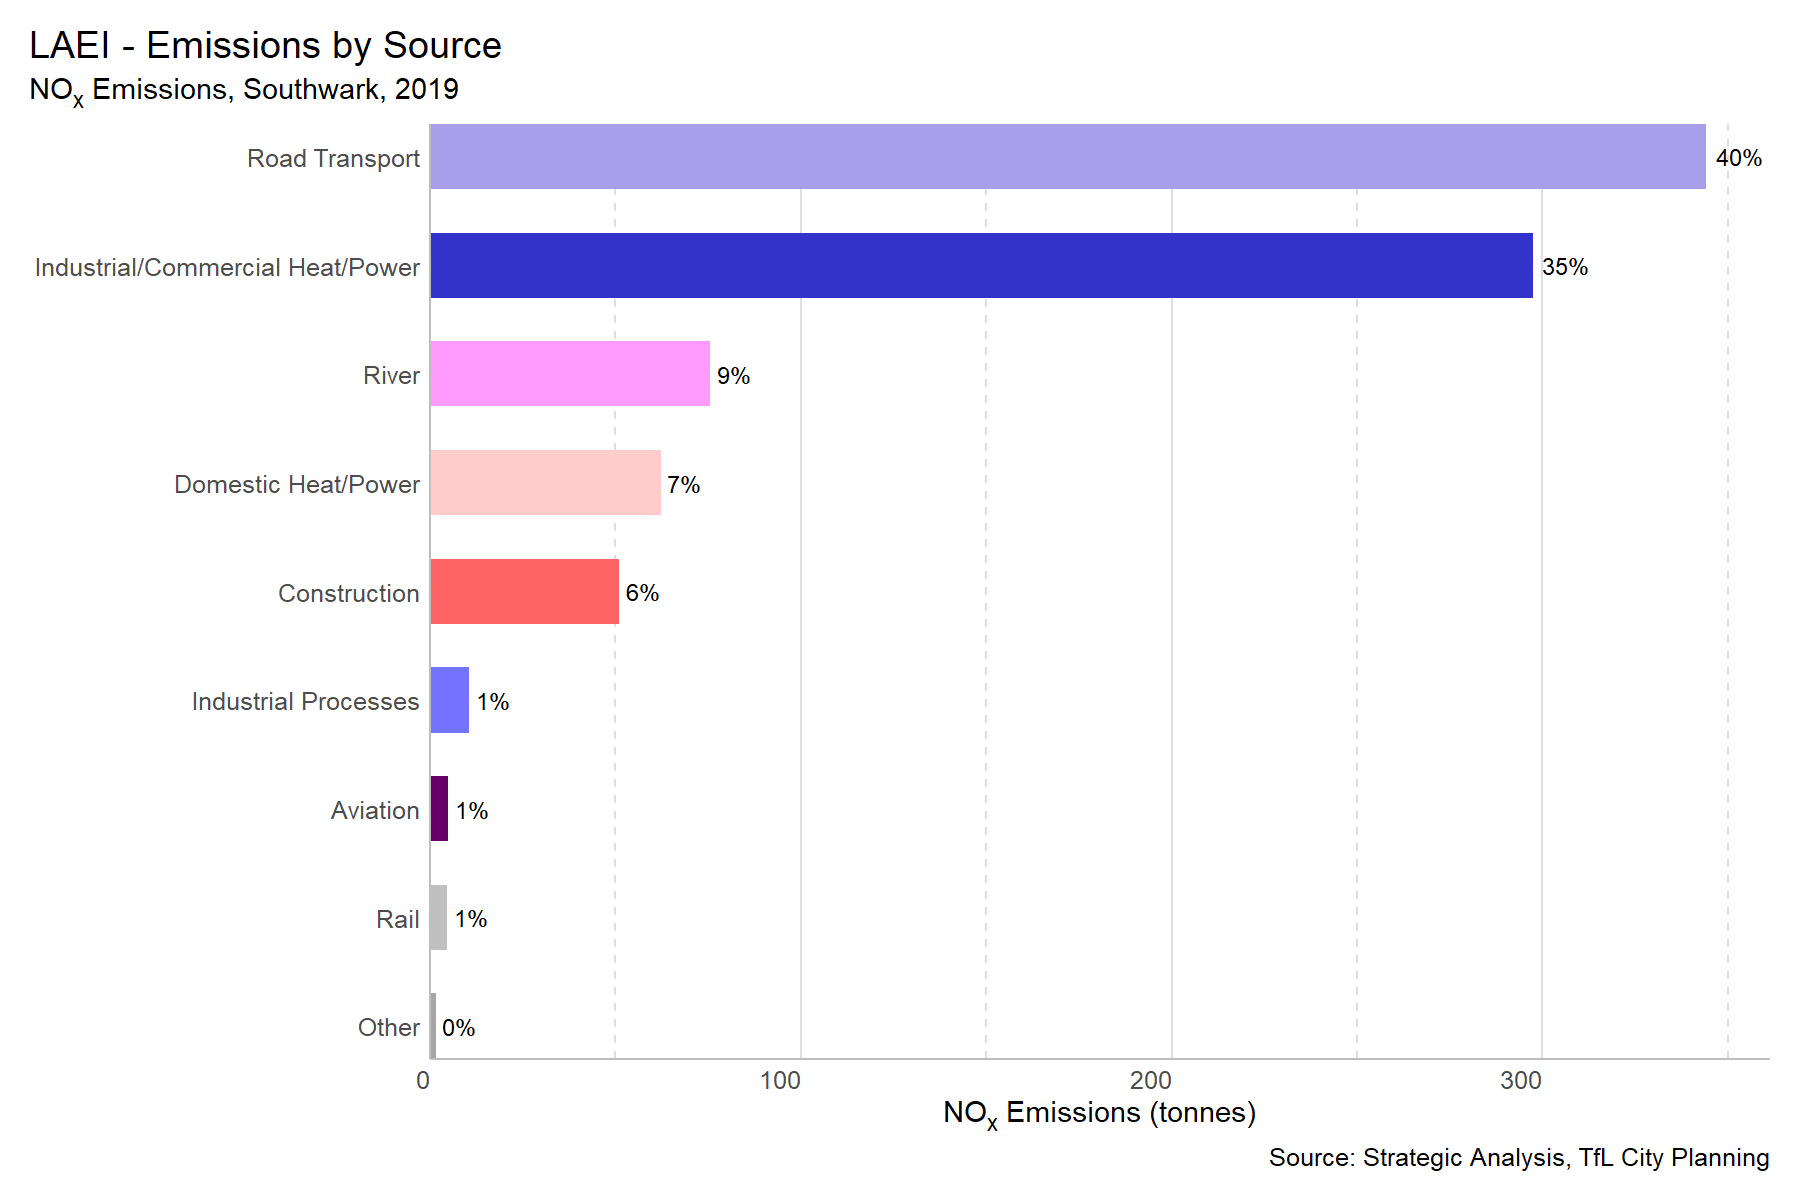 LAEI - Emissions by Source
NOx Emissions, Southwark, 2019
Road Transport 40%
Industrial/Commercial Heat/Power 35%
River 9%
Domestic Heat/Power 7%
Construction 6%
Industrial Processes 1%
Aviation 1%
Rail 1%
Other 0%
0 100 200 300
NOx Emissions (tonnes)
Source: Strategic Analysis, TfL City Planning